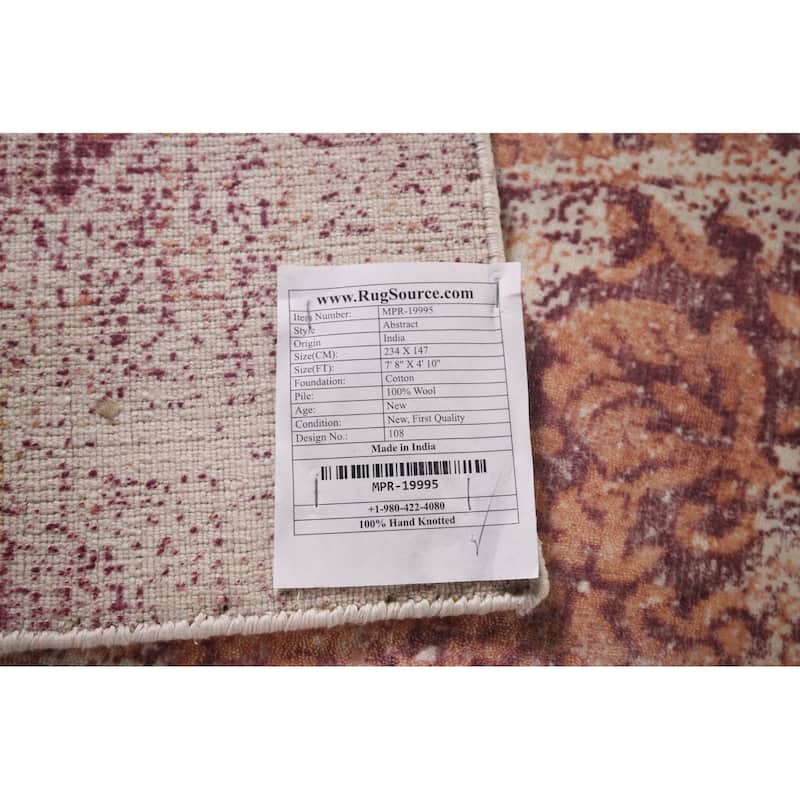 www.RugSource.com
Item Number: MPR-19995
Style Abstract
Origin India
Size(CM): 234 X 147
Size(FT): 7' 8" X 4' 10"
Foundation: Cotton
Pile: 100% Wool
Age: New
Condition: New, First Quality
Design No.: 108
Made in India
MPR-19995
+1-980-422-4080
100% Hand Knotted